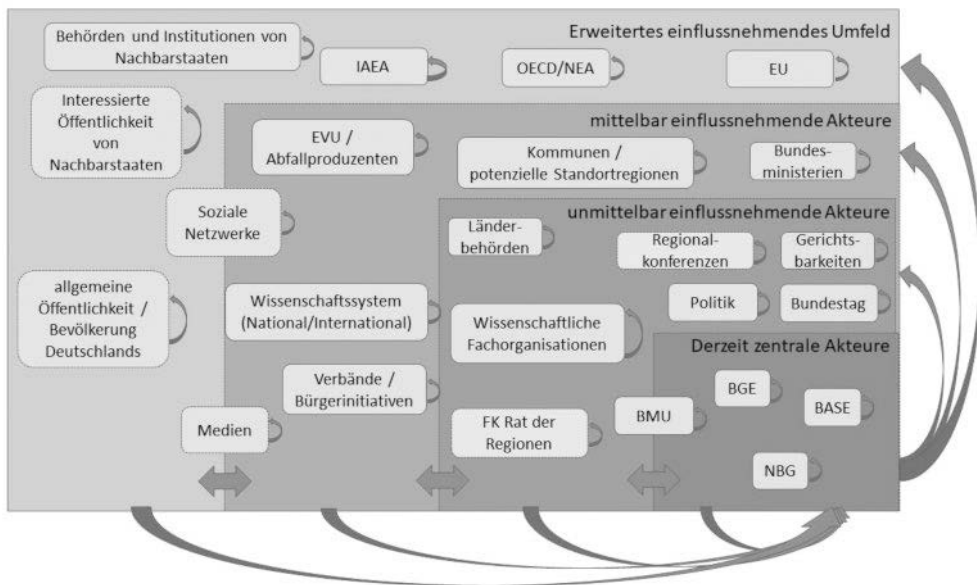 Erweitertes einflussnehmendes Umfeld
Behörden und Institutionen von
Nachbarstaaten
IAEA
OECD/NEA
EU
Interessierte
Öffentlichkeit
von
Nachbarstaaten
mittelbar einflussnehmende Akteure
EVU /
Abfallproduzenten
Kommunen /
potenzielle Standortregionen
Bundes-
ministerien
Soziale
Netzwerke
unmittelbar einflussnehmende Akteure
Länder-
behörden
Regional-
konferenzen
Gerichts-
barkeiten
allgemeine
Öffentlichkeit /
Bevölkerung
Deutschlands
Wissenschaftssystem
(National/International)
Wissenschaftliche
Fachorganisationen
Politik
Bundestag
Derzeit zentrale Akteure
Verbände /
Bürgerinitiativen
BGE
BASE
Medien
FK Rat der
Regionen
BMU
NBG